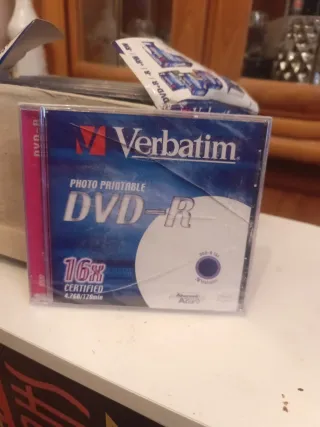 Verbatim
PHOTO PRINTABLE
DVD-R
16x
CERTIFIED
4.7GB/120min
DVD-R